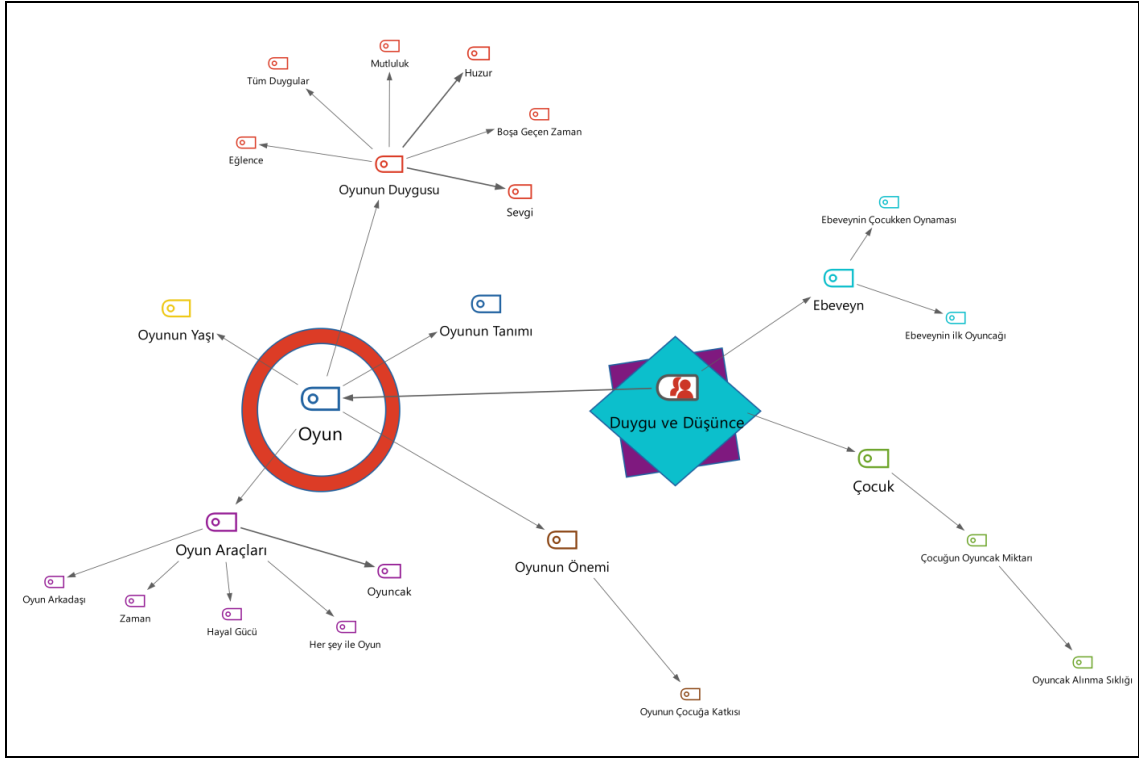 Mutluluk
Huzur
Tüm Duygular
Boşa Geçen Zaman
Eğlence
Oyunun Duygusu
Sevgi
Ebeveynin Çocukken Oynaması
Ebeveyn
Oyunun Yaşı
Oyunun Tanımı
Ebeveynin ilk Oyuncağı
Oyun
Duygu ve Düşünce
Çocuk
Oyun Araçları
Oyunun Önemi
Çocuğun Oyuncak Miktarı
Oyun Arkadaşı
Zaman
Hayal Gücü
Her şey ile Oyun
Oyuncak
Oyuncak Alınma Sıklığı
Oyunun Çocuğa Katkısı